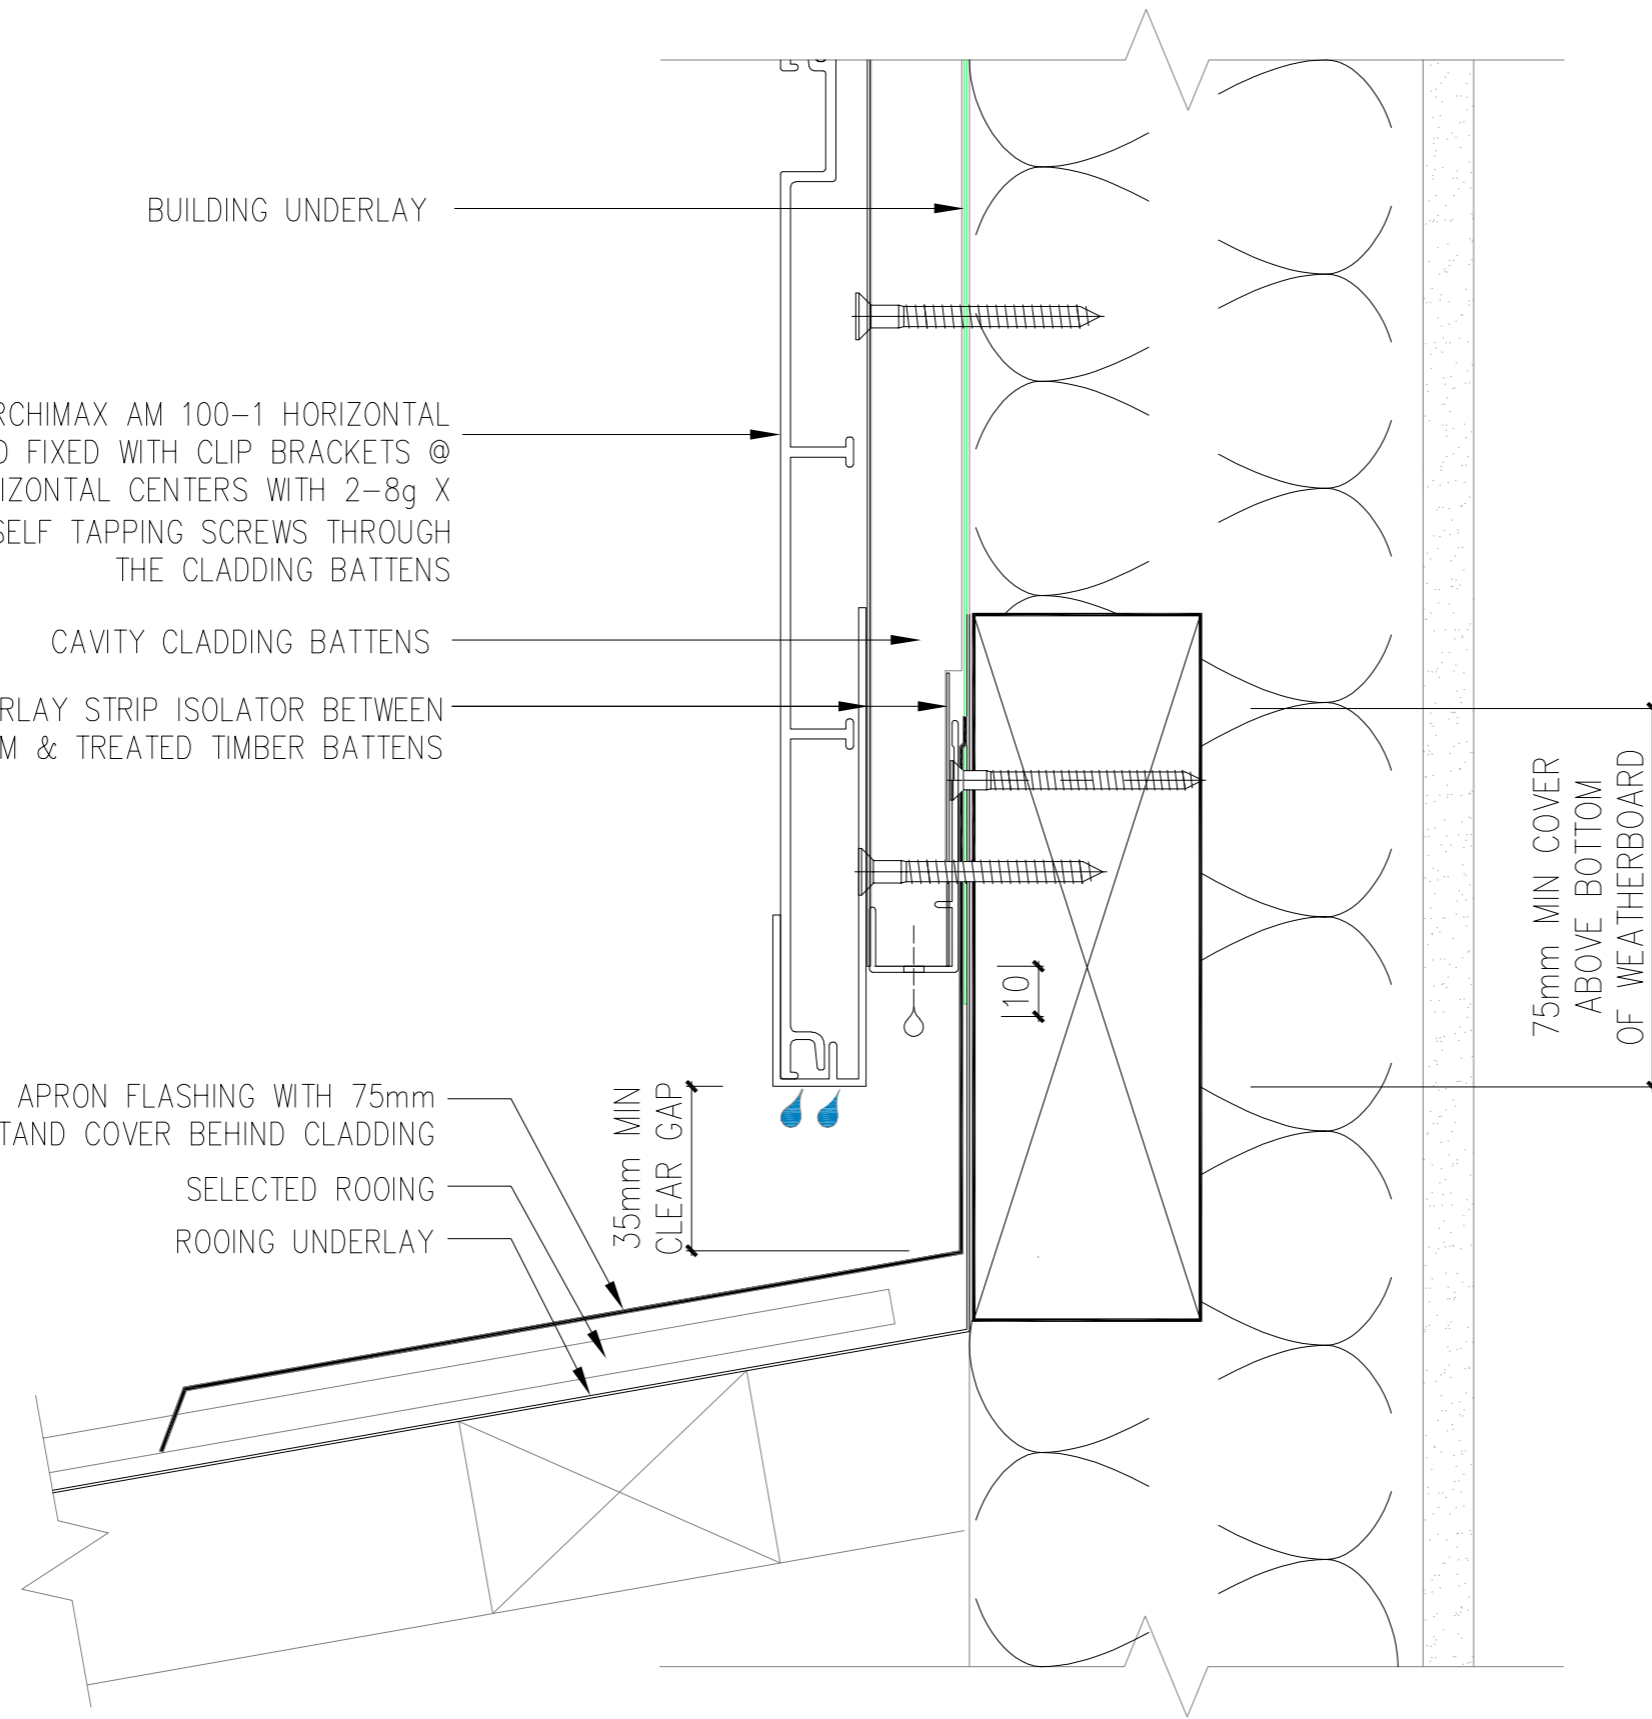 BUILDING UNDERLAY
RCHIMAX AM 100-1 HORIZONTAL
FIXED WITH CLIP BRACKETS @
IZONTAL CENTERS WITH 2-8g X
SELF TAPPING SCREWS THROUGH
THE CLADDING BATTENS
CAVITY CLADDING BATTENS
RLAY STRIP ISOLATOR BETWEEN
M & TREATED TIMBER BATTENS
APRON FLASHING WITH 75mm
TAND COVER BEHIND CLADDING
SELECTED ROOING
ROOING UNDERLAY
35mm MIN
CLEAR GAP
10
75mm MIN COVER
ABOVE BOTTOM
OF WEATHERBOARD